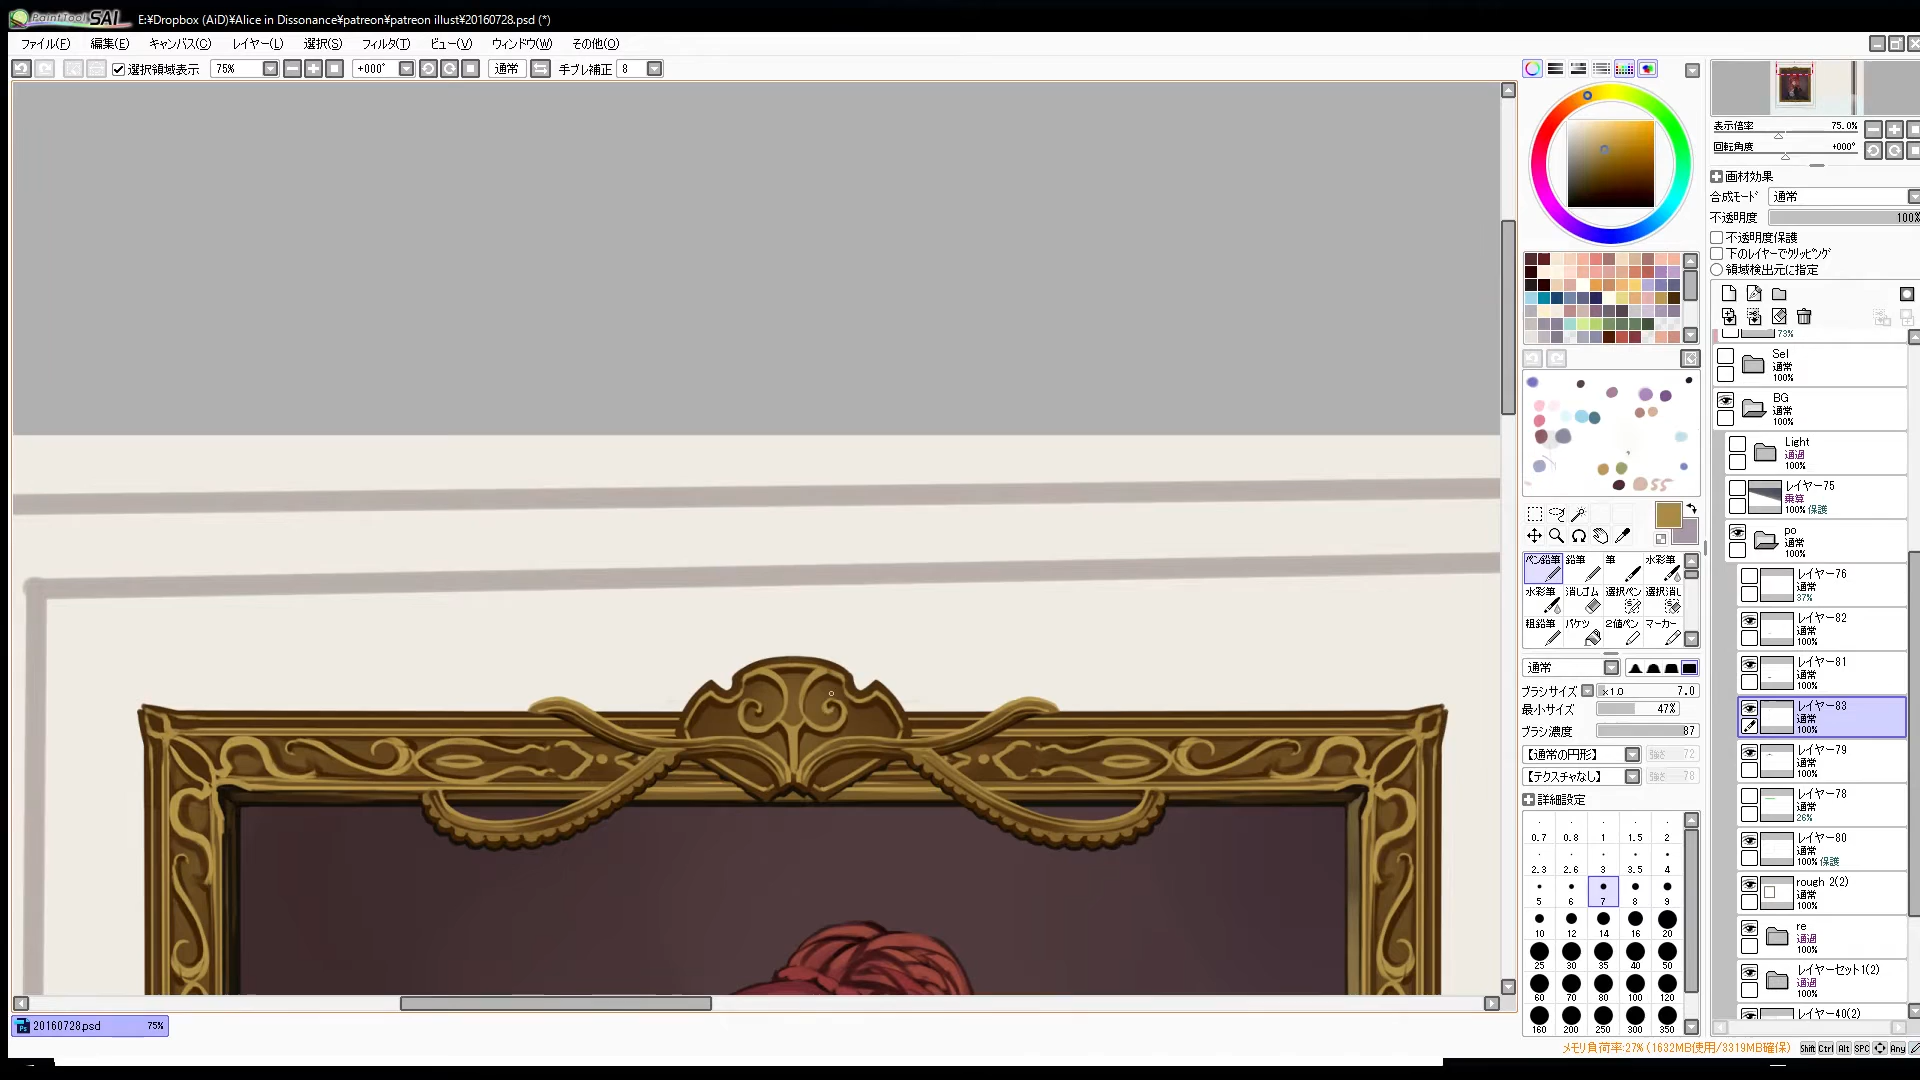 PaintTool SAI E:¥Dropbox (AiD)¥Alice in Dissonance¥patreon¥patreon illust¥20160728.psd (*)
ファイル(F) 編集(E) キャンバス(C) レイヤー(L) 選択(S) フィルタ(T) ビュー(V) ウィンドウ(W) その他(O)
選択領域表示 75% +000° 通常 手ブレ補正 8
表示倍率 75.0%
回転角度 +000°
画材効果
合成モード 通常
不透明度 100%
不透明度保護
下のレイヤーでクリッピング
領域検出元に指定
73%
Sel
通常
100%
BG
通常
100%
Light
通過
100%
レイヤー75
乗算
100% 保護
po
通常
100%
レイヤー76
通常
37%
レイヤー82
通常
100%
レイヤー81
通常
100%
レイヤー83
通常
100%
レイヤー79
通常
100%
レイヤー78
通常
26%
レイヤー80
通常
100% 保護
rough 2(2)
通常
100%
re
通過
100%
レイヤーセット1(2)
通過
100%
レイヤー40(2)
ペン鉛筆 鉛筆 筆 水彩筆
水彩筆 消しゴム 選択ペン 選択消し
粗鉛筆 バケツ 2値ペン マーカー
通常
ブラシサイズ x1.0 7.0
最小サイズ 47%
ブラシ濃度 87
【通常の円形】 強さ 72
【テクスチャなし】 強さ 78
詳細設定
0.7 0.8 1 1.5 2
2.3 2.6 3 3.5 4
5 6 7 8 9
10 12 14 16 20
25 30 35 40 50
60 70 80 100 120
160 200 250 300 350
20160728.psd 75%
メモリ負荷率:27% (1632MB使用/3319MB確保)
Shift Ctrl Alt SPC Any